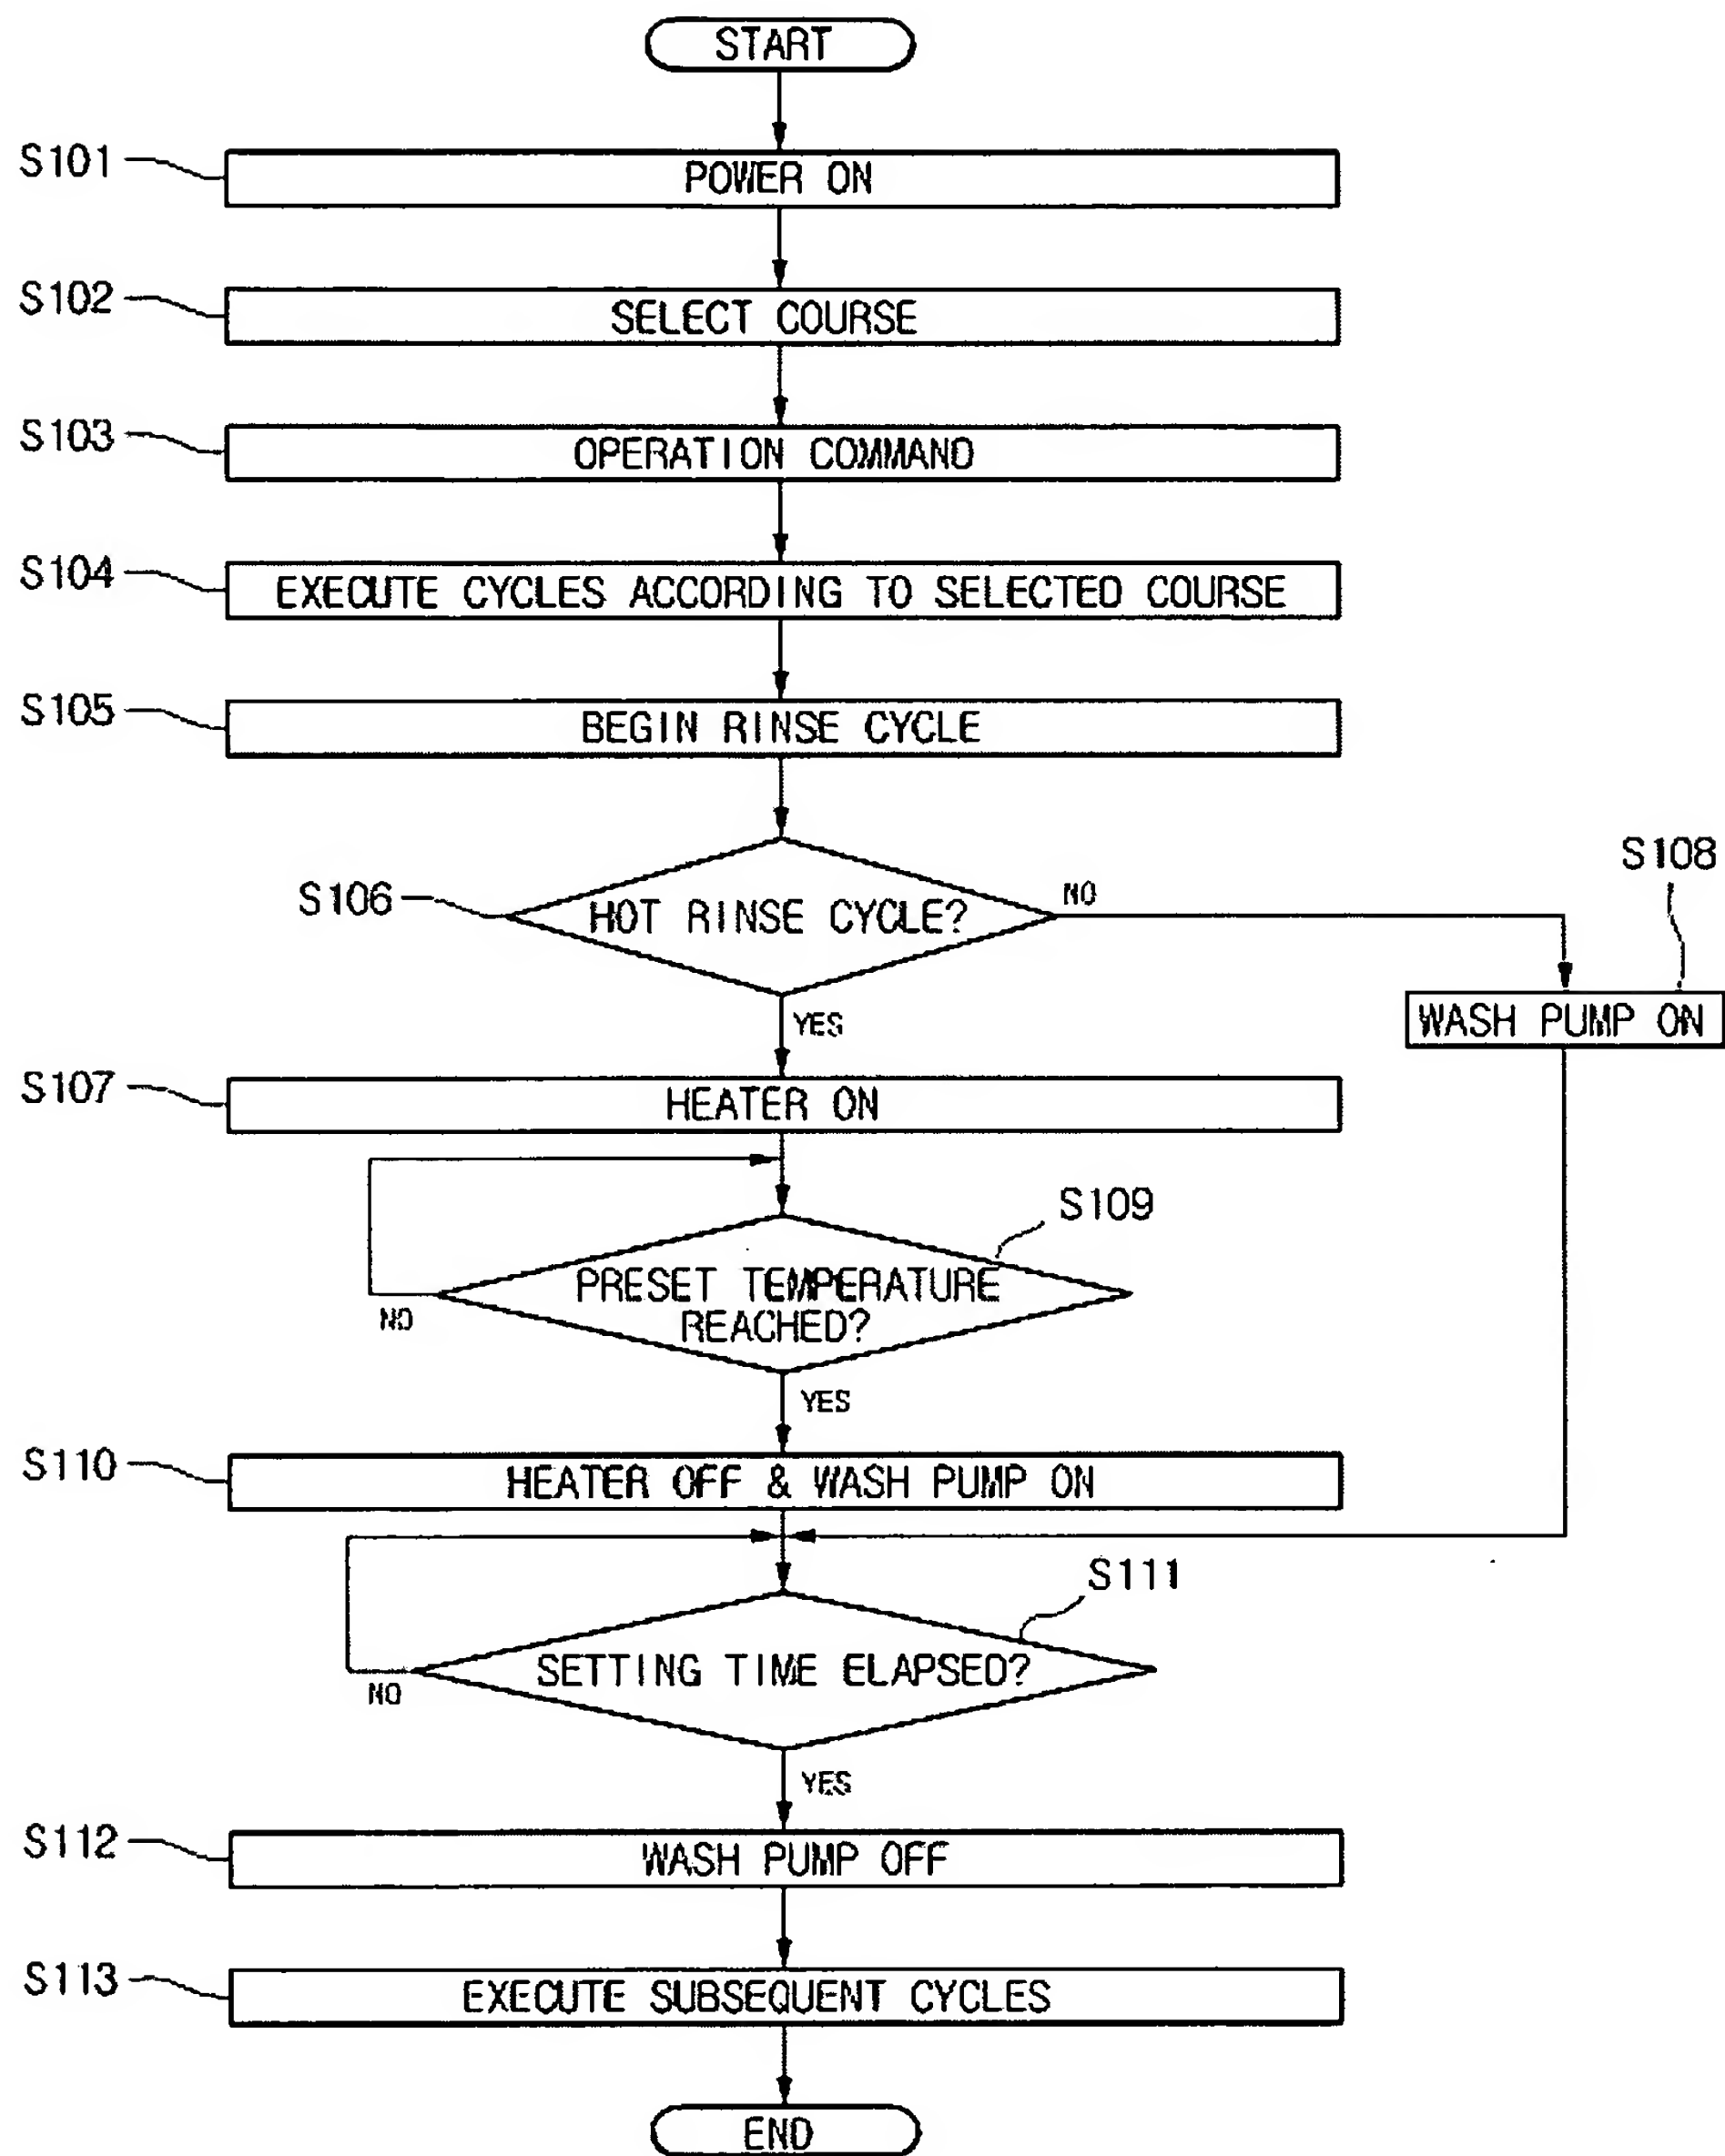 START
S101
POWER ON
S102
SELECT COURSE
S103
OPERATION COMMAND
S104
EXECUTE CYCLES ACCORDING TO SELECTED COURSE
S105
BEGIN RINSE CYCLE
S106
HOT RINSE CYCLE?
NO
S108
WASH PUMP ON
YES
S107
HEATER ON
S109
PRESET TEMPERATURE
REACHED?
NO
YES
S110
HEATER OFF & WASH PUMP ON
S111
SETTING TIME ELAPSED?
NO
YES
S112
WASH PUMP OFF
S113
EXECUTE SUBSEQUENT CYCLES
END